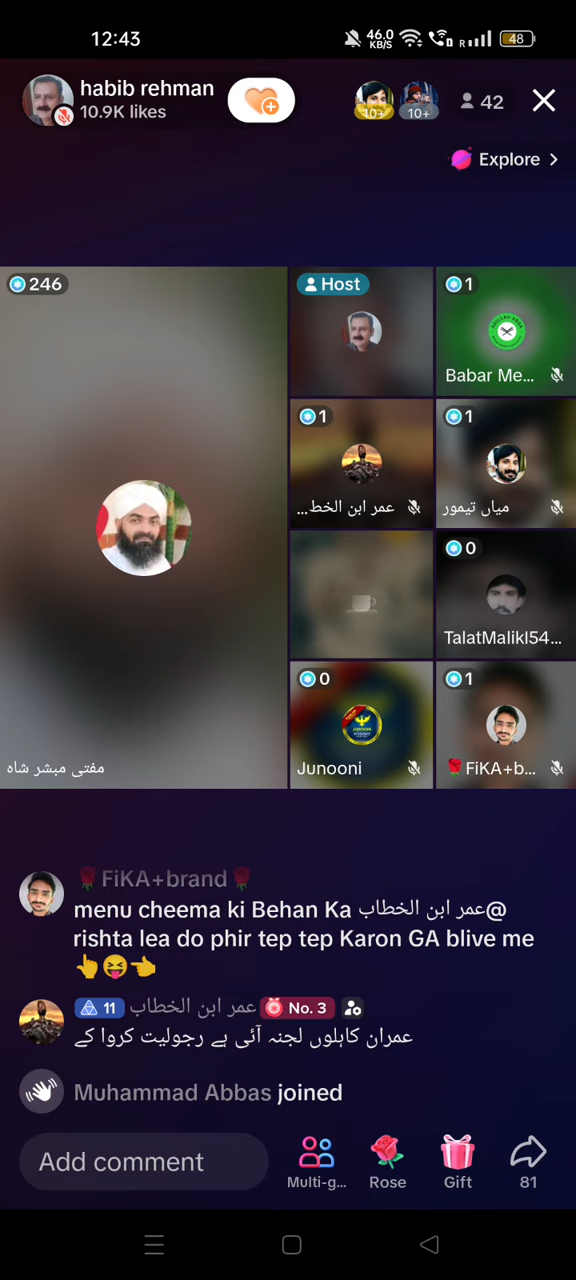 12:43
46.0
KB/S
R
48
habib rehman
10.9K likes
10+
10+
42
Explore
246
مفتی مبشر شاہ
Host
1
Babar Me...
1
عمر ابن الخط...
1
میاں تیمور
0
TalatMalikl54...
0
JUNOONI
Junooni
1
🌹FiKA+b...
🌹FiKA+brand🌹
menu cheema ki Behan Ka عمر ابن الخطاب@
rishta lea do phir tep tep Karon GA blive me
👆😝👈
11 عمر ابن الخطاب No. 3
عمران کاہلوں لجنہ آئی ہے رجولیت کروا کے
Muhammad Abbas joined
Add comment
Multi-g...
Rose
Gift
81